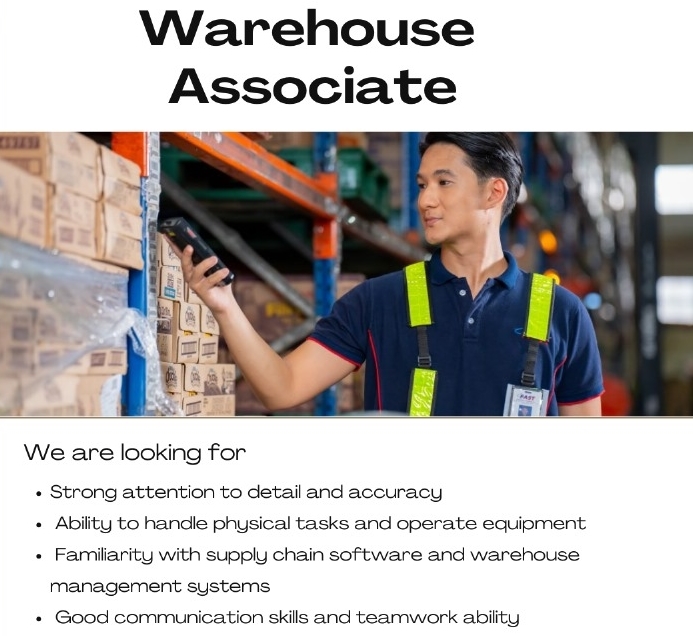 Warehouse
Associate
FAST
We are looking for
• Strong attention to detail and accuracy
• Ability to handle physical tasks and operate equipment
• Familiarity with supply chain software and warehouse
management systems
• Good communication skills and teamwork ability